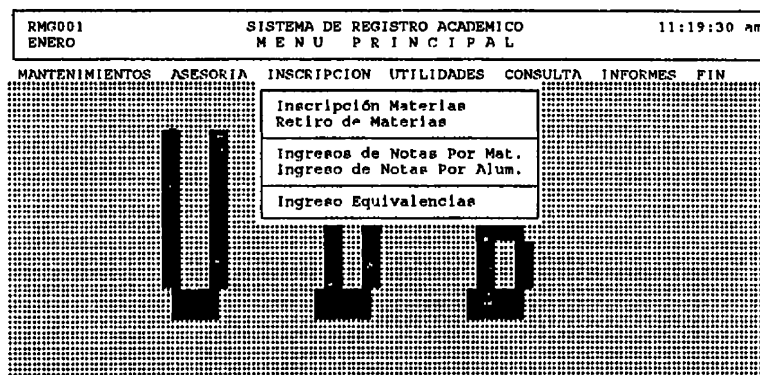 RMG001 SISTEMA DE REGISTRO ACADEMICO 11:19:30 am
ENERO M E N U P R I N C I P A L
MANTENIMIENTOS ASESORIA INSCRIPCION UTILIDADES CONSULTA INFORMES FIN
Inscripción Materias
Retiro de Materias
Ingresos de Notas Por Mat.
Ingreso de Notas Por Alum.
Ingreso Equivalencias